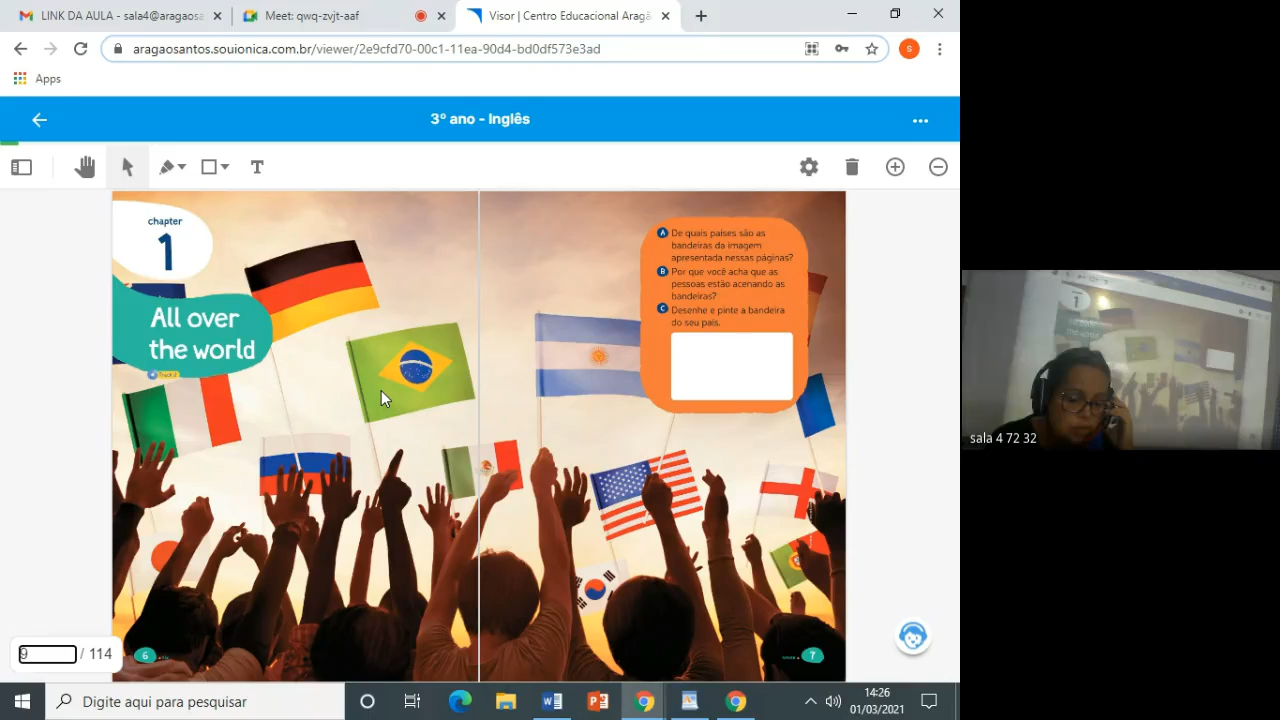 LINK DA AULA - sala4@aragaosa
Meet: qwq-zvjt-aaf
Visor | Centro Educacional Aragã
aragaosantos.souionica.com.br/viewer/2e9cfd70-00c1-11ea-90d4-bd0df573e3ad
S
Apps
3º ano - Inglês
T
chapter
1
All over
the world
Track 2
A De quais países são as
bandeiras da imagem
apresentada nessas páginas?
B Por que você acha que as
pessoas estão acenando as
bandeiras?
C Desenhe e pinte a bandeira
do seu país.
sala 4 72 32
9 / 114
6
7
Digite aqui para pesquisar
14:26
01/03/2021